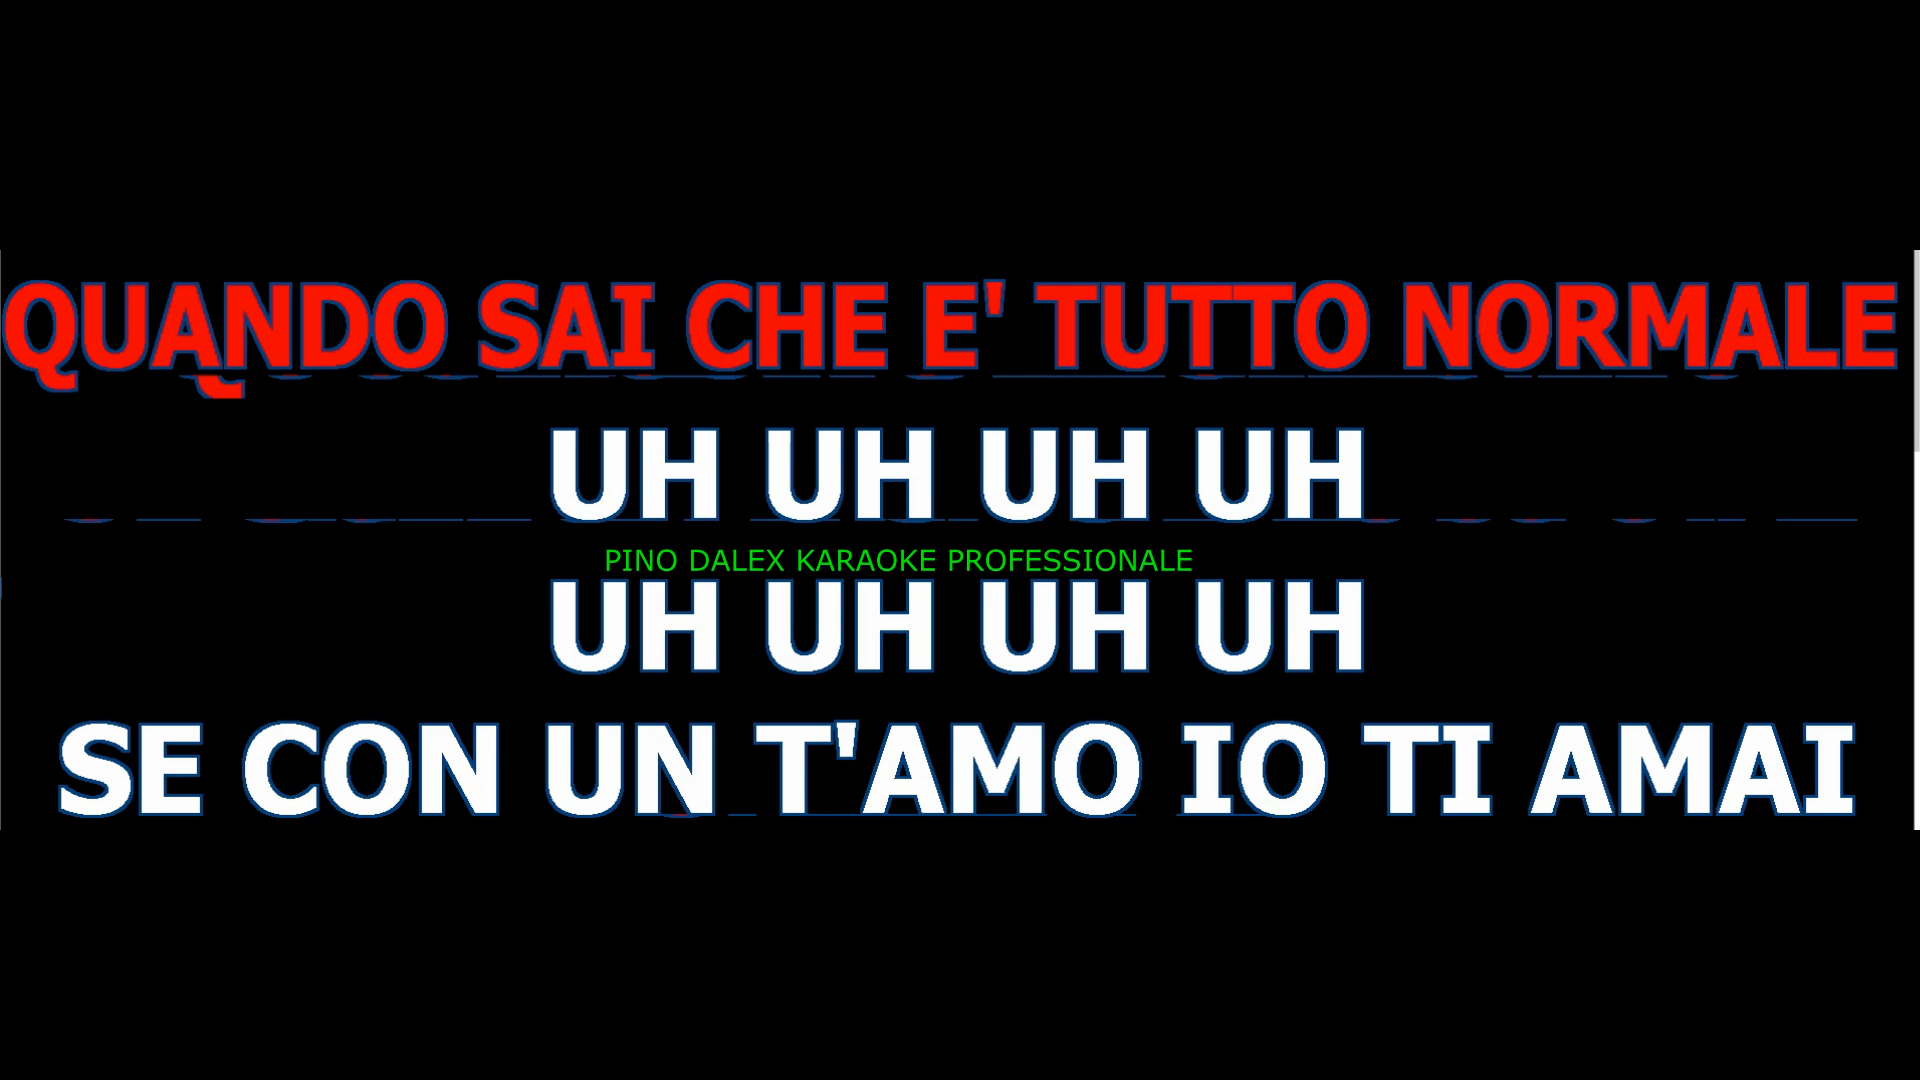 QUANDO SAI CHE E' TUTTO NORMALE
UH UH UH UH
PINO DALEX KARAOKE PROFESSIONALE
UH UH UH UH
SE CON UN T'AMO IO TI AMAI